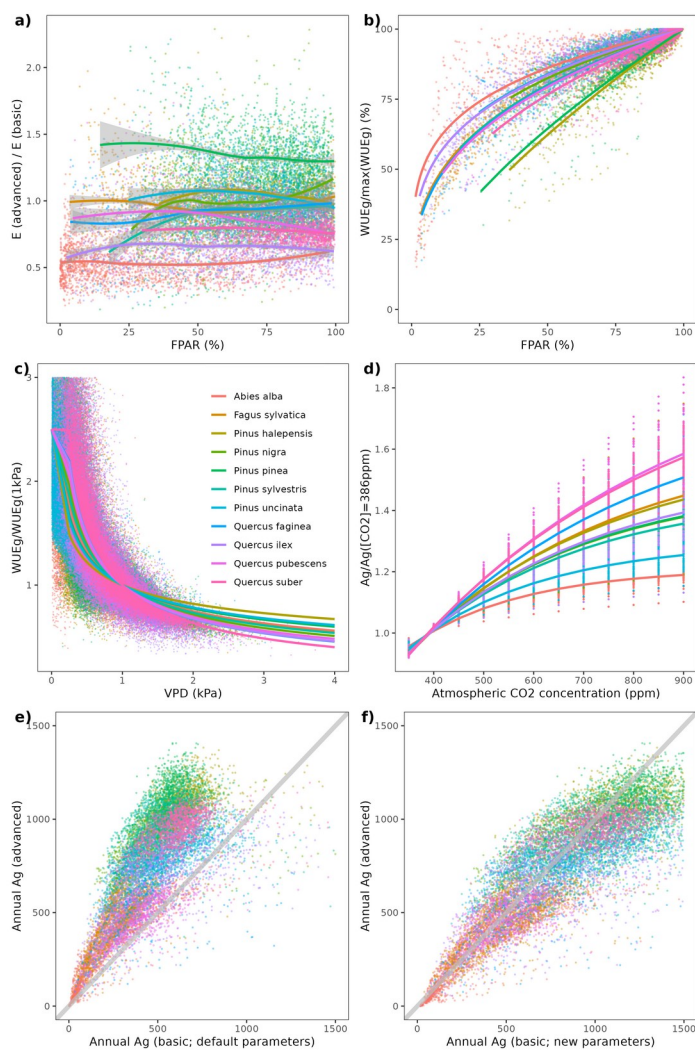 a)
E (advanced) / E (basic)
2.0
1.5
1.0
0.5
0 25 50 75 100
FPAR (%)
b)
WUEg/max(WUEg) (%)
100
75
50
25
0
0 25 50 75 100
FPAR (%)
c)
WUEg/WUEg(1kPa)
3
2
1
0 1 2 3 4
VPD (kPa)
Abies alba
Fagus sylvatica
Pinus halepensis
Pinus nigra
Pinus pinea
Pinus sylvestris
Pinus uncinata
Quercus faginea
Quercus ilex
Quercus pubescens
Quercus suber
d)
Ag/Ag([CO2]=386ppm)
1.8
1.6
1.4
1.2
1.0
400 500 600 700 800 900
Atmospheric CO2 concentration (ppm)
e)
Annual Ag (advanced)
1500
1000
500
0
0 500 1000 1500
Annual Ag (basic; default parameters)
f)
Annual Ag (advanced)
1500
1000
500
0
0 500 1000 1500
Annual Ag (basic; new parameters)